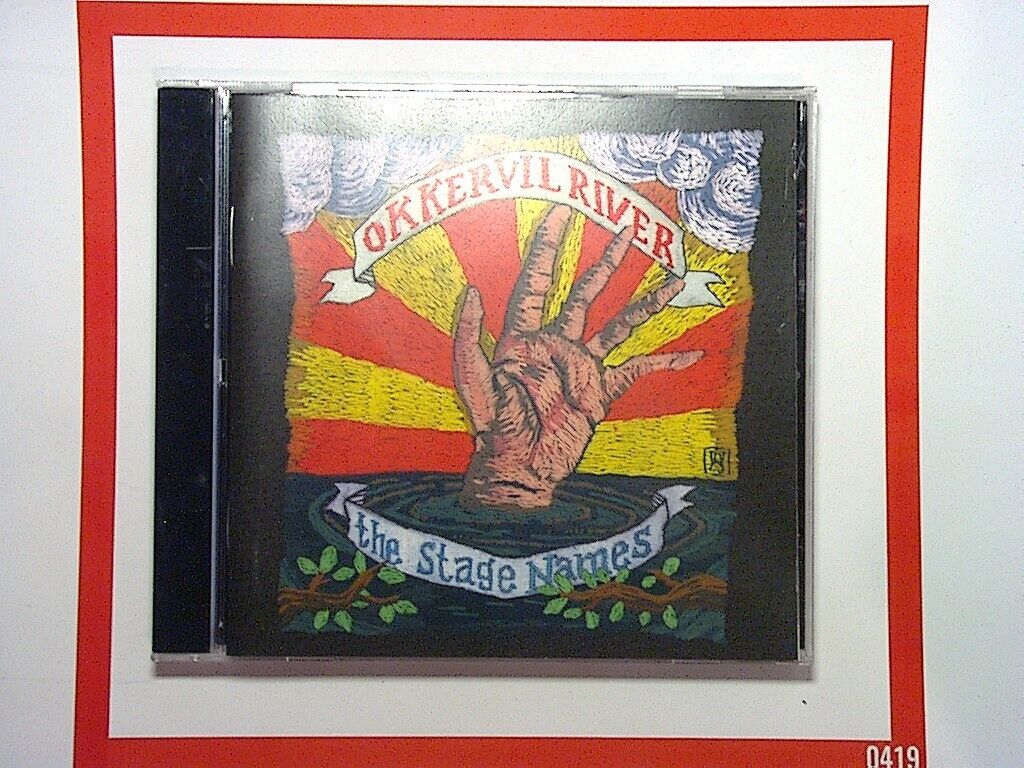 OKKERVIL RIVER
the Stage Names
0419